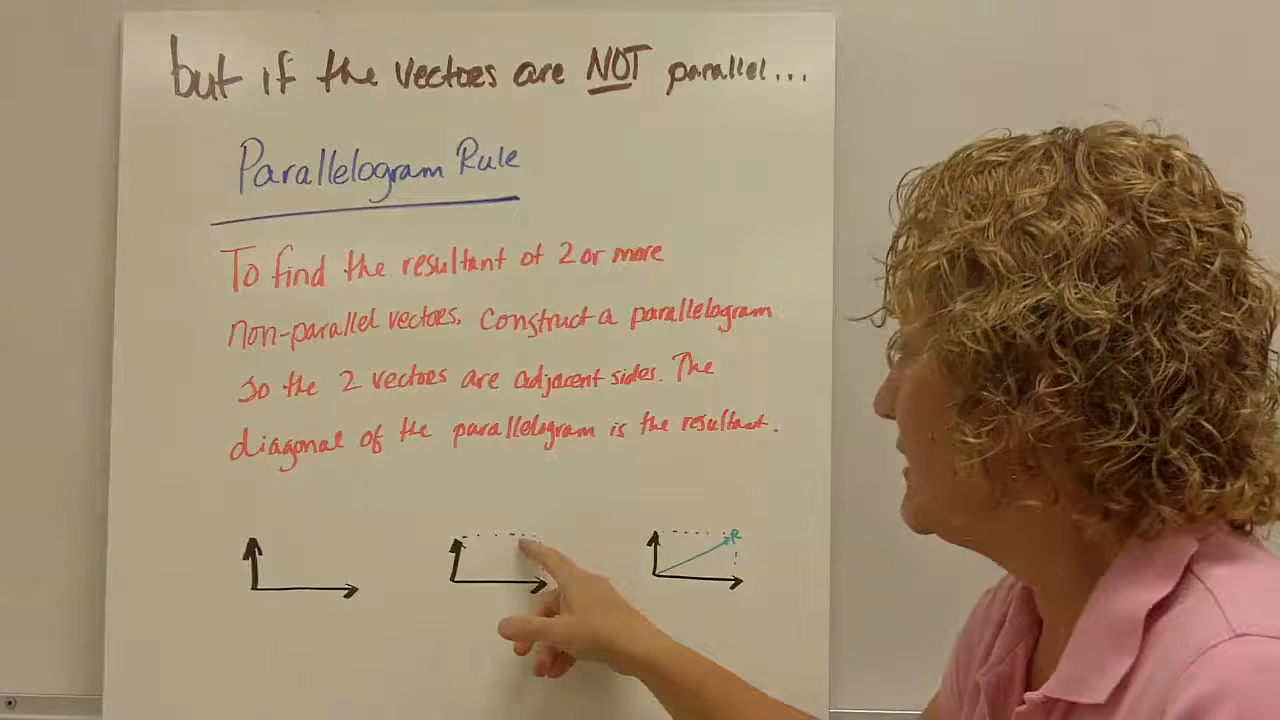 but if the vectors are NOT parallel...
Parallelogram Rule
To find the resultant of 2 or more
non-parallel vectors, construct a parallelogram
so the 2 vectors are adjacent sides. The
diagonal of the parallelogram is the resultant.
R